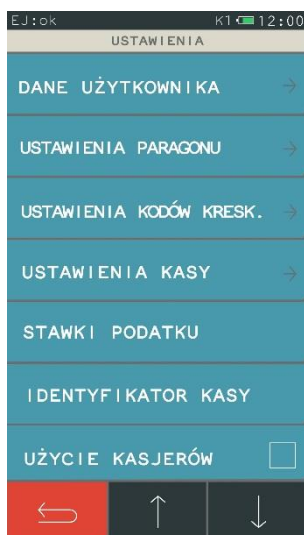 EJ:ok K1 12:00
USTAWIENIA
DANE UŻYTKOWNIKA
USTAWIENIA PARAGONU
USTAWIENIA KODÓW KRESK.
USTAWIENIA KASY
STAWKI PODATKU
IDENTYFIKATOR KASY
UŻYCIE KASJERÓW